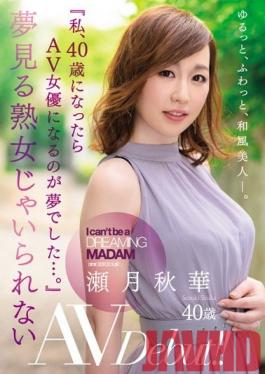 ゆるっと、ふわっと、和風美人―。
『私、40歳になったら
AV女優になるのが夢でした…。』
夢見る熟女じゃいられない
I can't be a
DREAMING
MADAM
瀬月秋華
40歳
AV Debut!